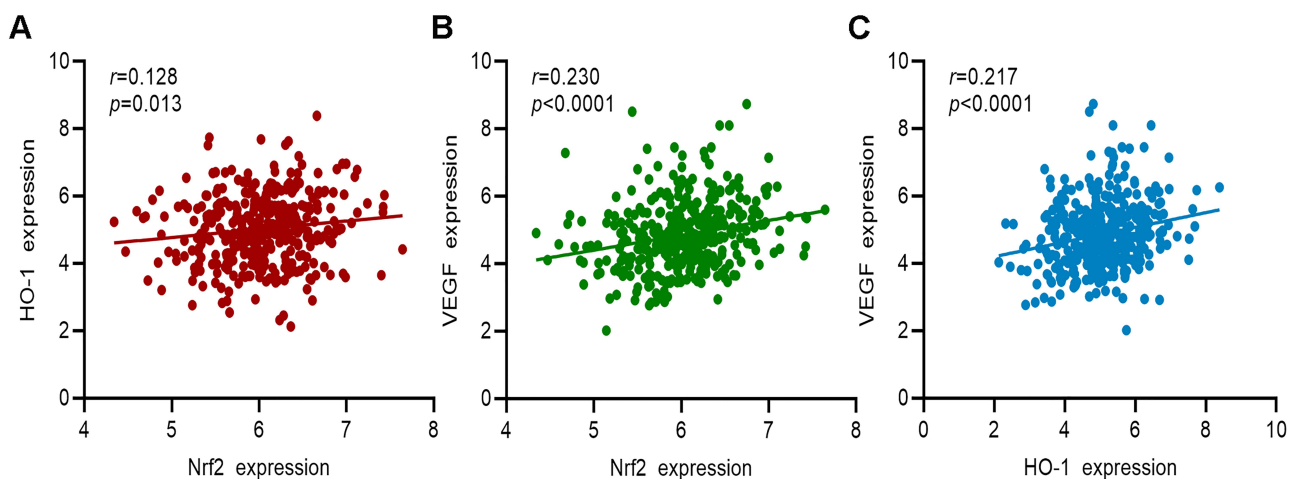 A
r=0.128
p=0.013
10
8
6
4
2
0
HO-1 expression
4 5 6 7 8
Nrf2 expression
B
r=0.230
p<0.0001
10
8
6
4
2
0
VEGF expression
4 5 6 7 8
Nrf2 expression
C
r=0.217
p<0.0001
10
8
6
4
2
0
VEGF expression
0 2 4 6 8 10
HO-1 expression